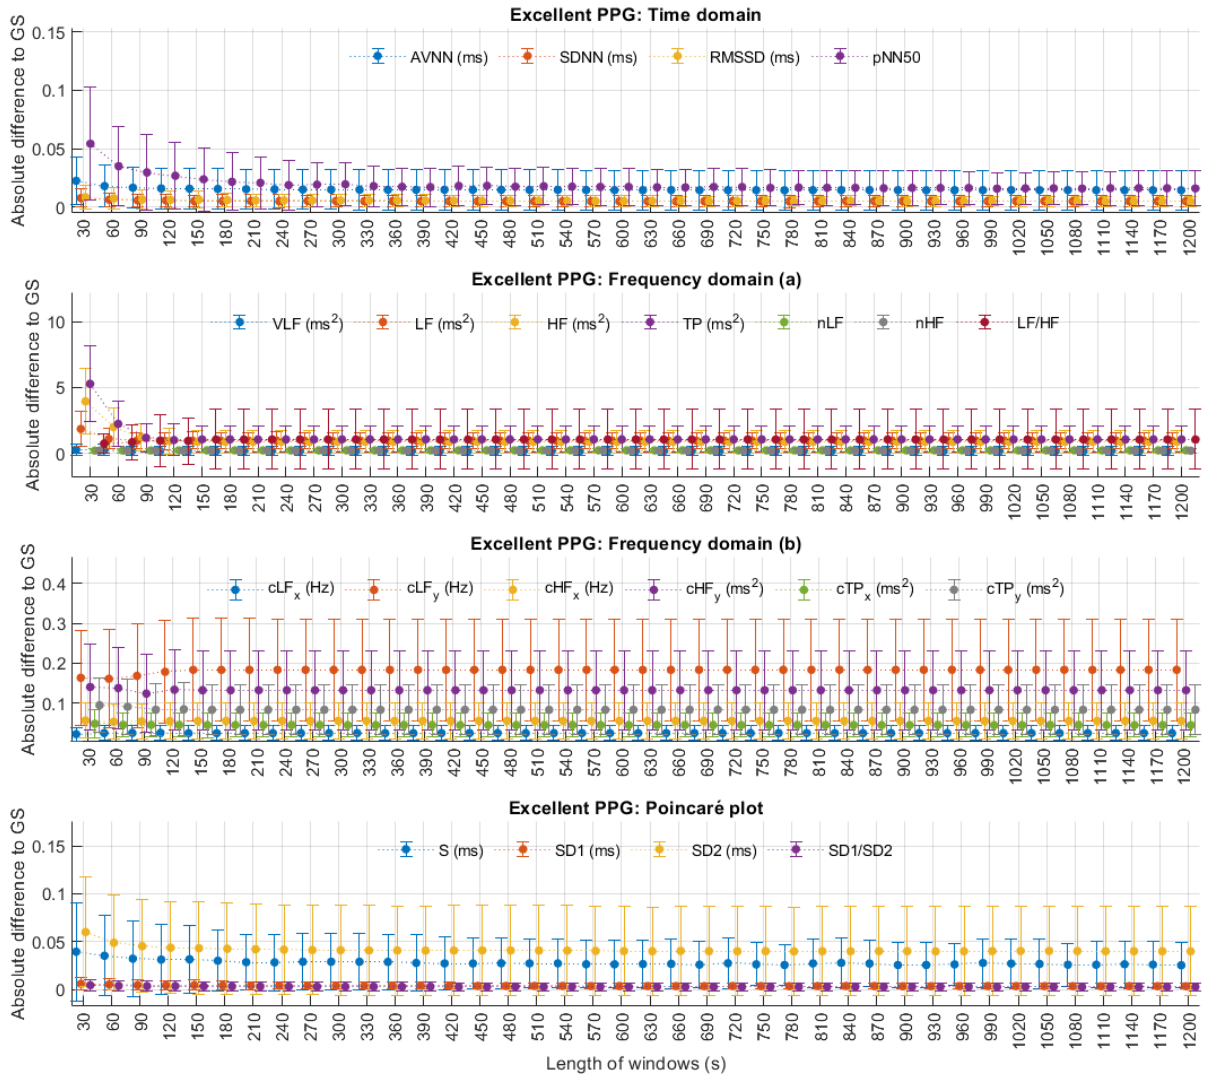 Excellent PPG: Time domain
Absolute difference to GS
0.15
0.1
0.05
0
AVNN (ms) SDNN (ms) RMSSD (ms) pNN50
30 60 90 120 150 180 210 240 270 300 330 360 390 420 450 480 510 540 570 600 630 660 690 720 750 780 810 840 870 900 930 960 990 1020 1050 1080 1110 1140 1170 1200
Excellent PPG: Frequency domain (a)
Absolute difference to GS
10
5
0
VLF (ms²) LF (ms²) HF (ms²) TP (ms²) nLF nHF LF/HF
30 60 90 120 150 180 210 240 270 300 330 360 390 420 450 480 510 540 570 600 630 660 690 720 750 780 810 840 870 900 930 960 990 1020 1050 1080 1110 1140 1170 1200
Excellent PPG: Frequency domain (b)
Absolute difference to GS
0.4
0.3
0.2
0.1
cLFₓ (Hz) cLF_y (Hz) cHFₓ (Hz) cHF_y (ms²) cTPₓ (ms²) cTP_y (ms²)
30 60 90 120 150 180 210 240 270 300 330 360 390 420 450 480 510 540 570 600 630 660 690 720 750 780 810 840 870 900 930 960 990 1020 1050 1080 1110 1140 1170 1200
Excellent PPG: Poincaré plot
Absolute difference to GS
0.15
0.1
0.05
0
S (ms) SD1 (ms) SD2 (ms) SD1/SD2
30 60 90 120 150 180 210 240 270 300 330 360 390 420 450 480 510 540 570 600 630 660 690 720 750 780 810 840 870 900 930 960 990 1020 1050 1080 1110 1140 1170 1200
Length of windows (s)